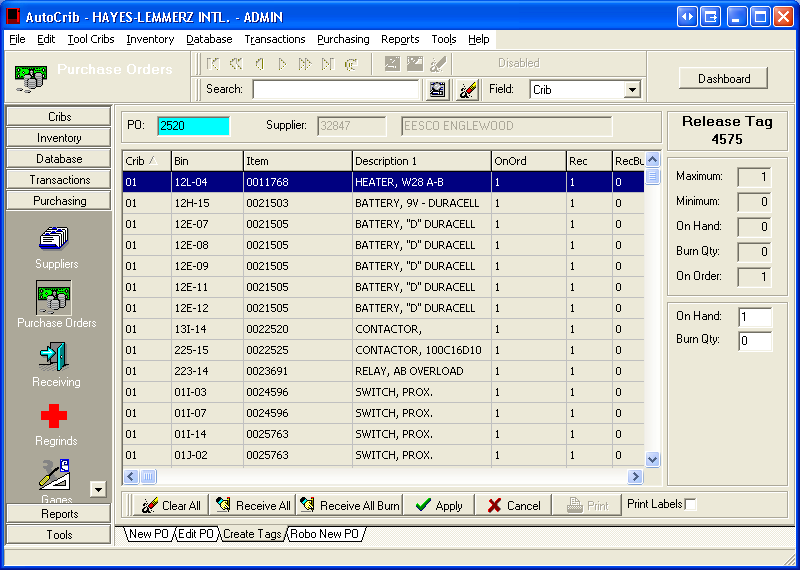 AutoCrib - HAYES-LEMMERZ INTL. - ADMIN
File Edit Tool Cribs Inventory Database Transactions Purchasing Reports Tools Help
Purchase Orders
Disabled
Search: Field: Crib
Dashboard
Cribs
Inventory
Database
Transactions
Purchasing
Suppliers
Purchase Orders
Receiving
Regrinds
Gages
Reports
Tools
PO: 2520 Supplier: 32847 EESCO ENGLEWOOD
Crib Bin Item Description 1 OnOrd Rec RecBu
01 12L-04 0011768 HEATER, W28 A-B 1 1 0
01 12H-15 0021503 BATTERY, 9V - DURACELL 1 1 0
01 12E-07 0021505 BATTERY, "D" DURACELL 1 1 0
01 12E-08 0021505 BATTERY, "D" DURACELL 1 1 0
01 12E-09 0021505 BATTERY, "D" DURACELL 1 1 0
01 12E-11 0021505 BATTERY, "D" DURACELL 1 1 0
01 12E-12 0021505 BATTERY, "D" DURACELL 1 1 0
01 13I-14 0022520 CONTACTOR, 1 1 0
01 225-15 0022525 CONTACTOR, 100C16D10 1 1 0
01 223-14 0023691 RELAY, AB OVERLOAD 1 1 0
01 01I-03 0024596 SWITCH, PROX. 1 1 0
01 01I-07 0024596 SWITCH, PROX. 1 1 0
01 01I-14 0025763 SWITCH, PROX. 1 1 0
01 01J-02 0025763 SWITCH, PROX. 1 1 0
Clear All Receive All Receive All Burn Apply Cancel Print Print Labels
New PO Edit PO Create Tags Robo New PO
Release Tag
4575
Maximum: 1
Minimum: 0
On Hand: 0
Burn Qty: 0
On Order: 1
On Hand: 1
Burn Qty: 0